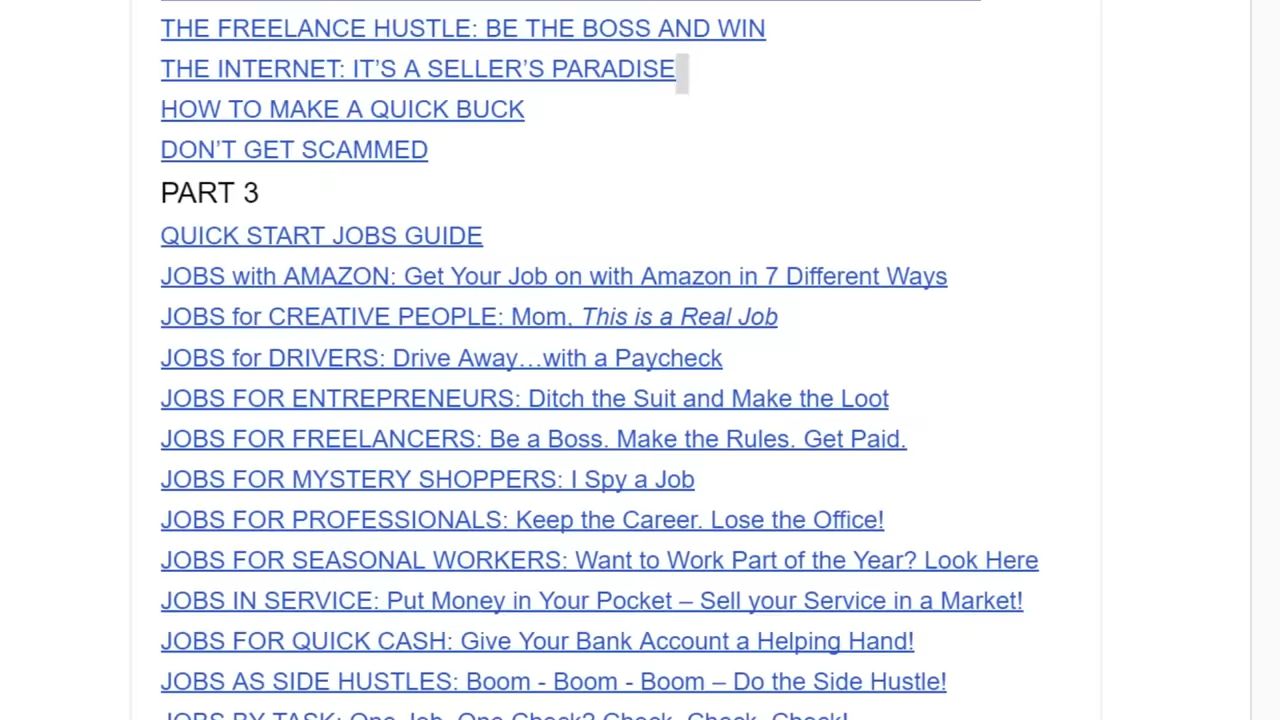 THE FREELANCE HUSTLE: BE THE BOSS AND WIN
THE INTERNET: IT’S A SELLER’S PARADISE
HOW TO MAKE A QUICK BUCK
DON’T GET SCAMMED
PART 3
QUICK START JOBS GUIDE
JOBS with AMAZON: Get Your Job on with Amazon in 7 Different Ways
JOBS for CREATIVE PEOPLE: Mom, This is a Real Job
JOBS for DRIVERS: Drive Away…with a Paycheck
JOBS FOR ENTREPRENEURS: Ditch the Suit and Make the Loot
JOBS FOR FREELANCERS: Be a Boss. Make the Rules. Get Paid.
JOBS FOR MYSTERY SHOPPERS: I Spy a Job
JOBS FOR PROFESSIONALS: Keep the Career. Lose the Office!
JOBS FOR SEASONAL WORKERS: Want to Work Part of the Year? Look Here
JOBS IN SERVICE: Put Money in Your Pocket – Sell your Service in a Market!
JOBS FOR QUICK CASH: Give Your Bank Account a Helping Hand!
JOBS AS SIDE HUSTLES: Boom - Boom - Boom – Do the Side Hustle!
JOBS BY TASK: One Job, One Check? Check, Check, Check!